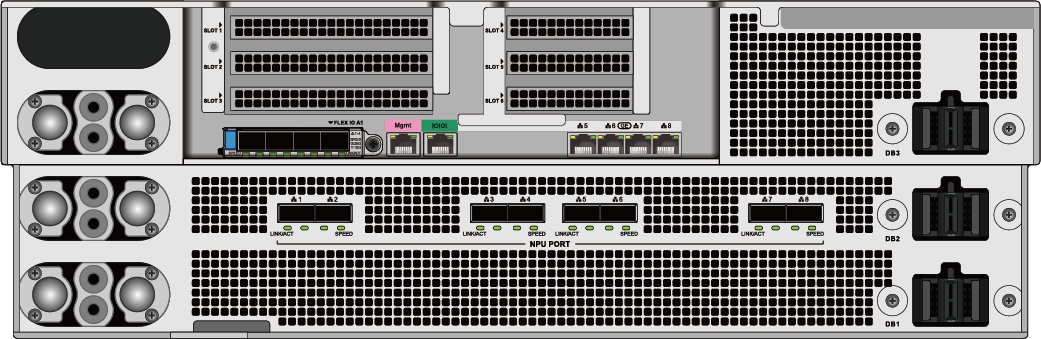 SLOT 1
SLOT 4
SLOT 2
SLOT 5
SLOT 3
SLOT 6
FLEX IO A1
Mgmt
IOIOI
5
6
GE
7
8
DB3
1
2
3
4
5
6
7
8
LINK/ACT
SPEED
LINK/ACT
SPEED
LINK/ACT
SPEED
LINK/ACT
SPEED
DB2
NPU PORT
DB1